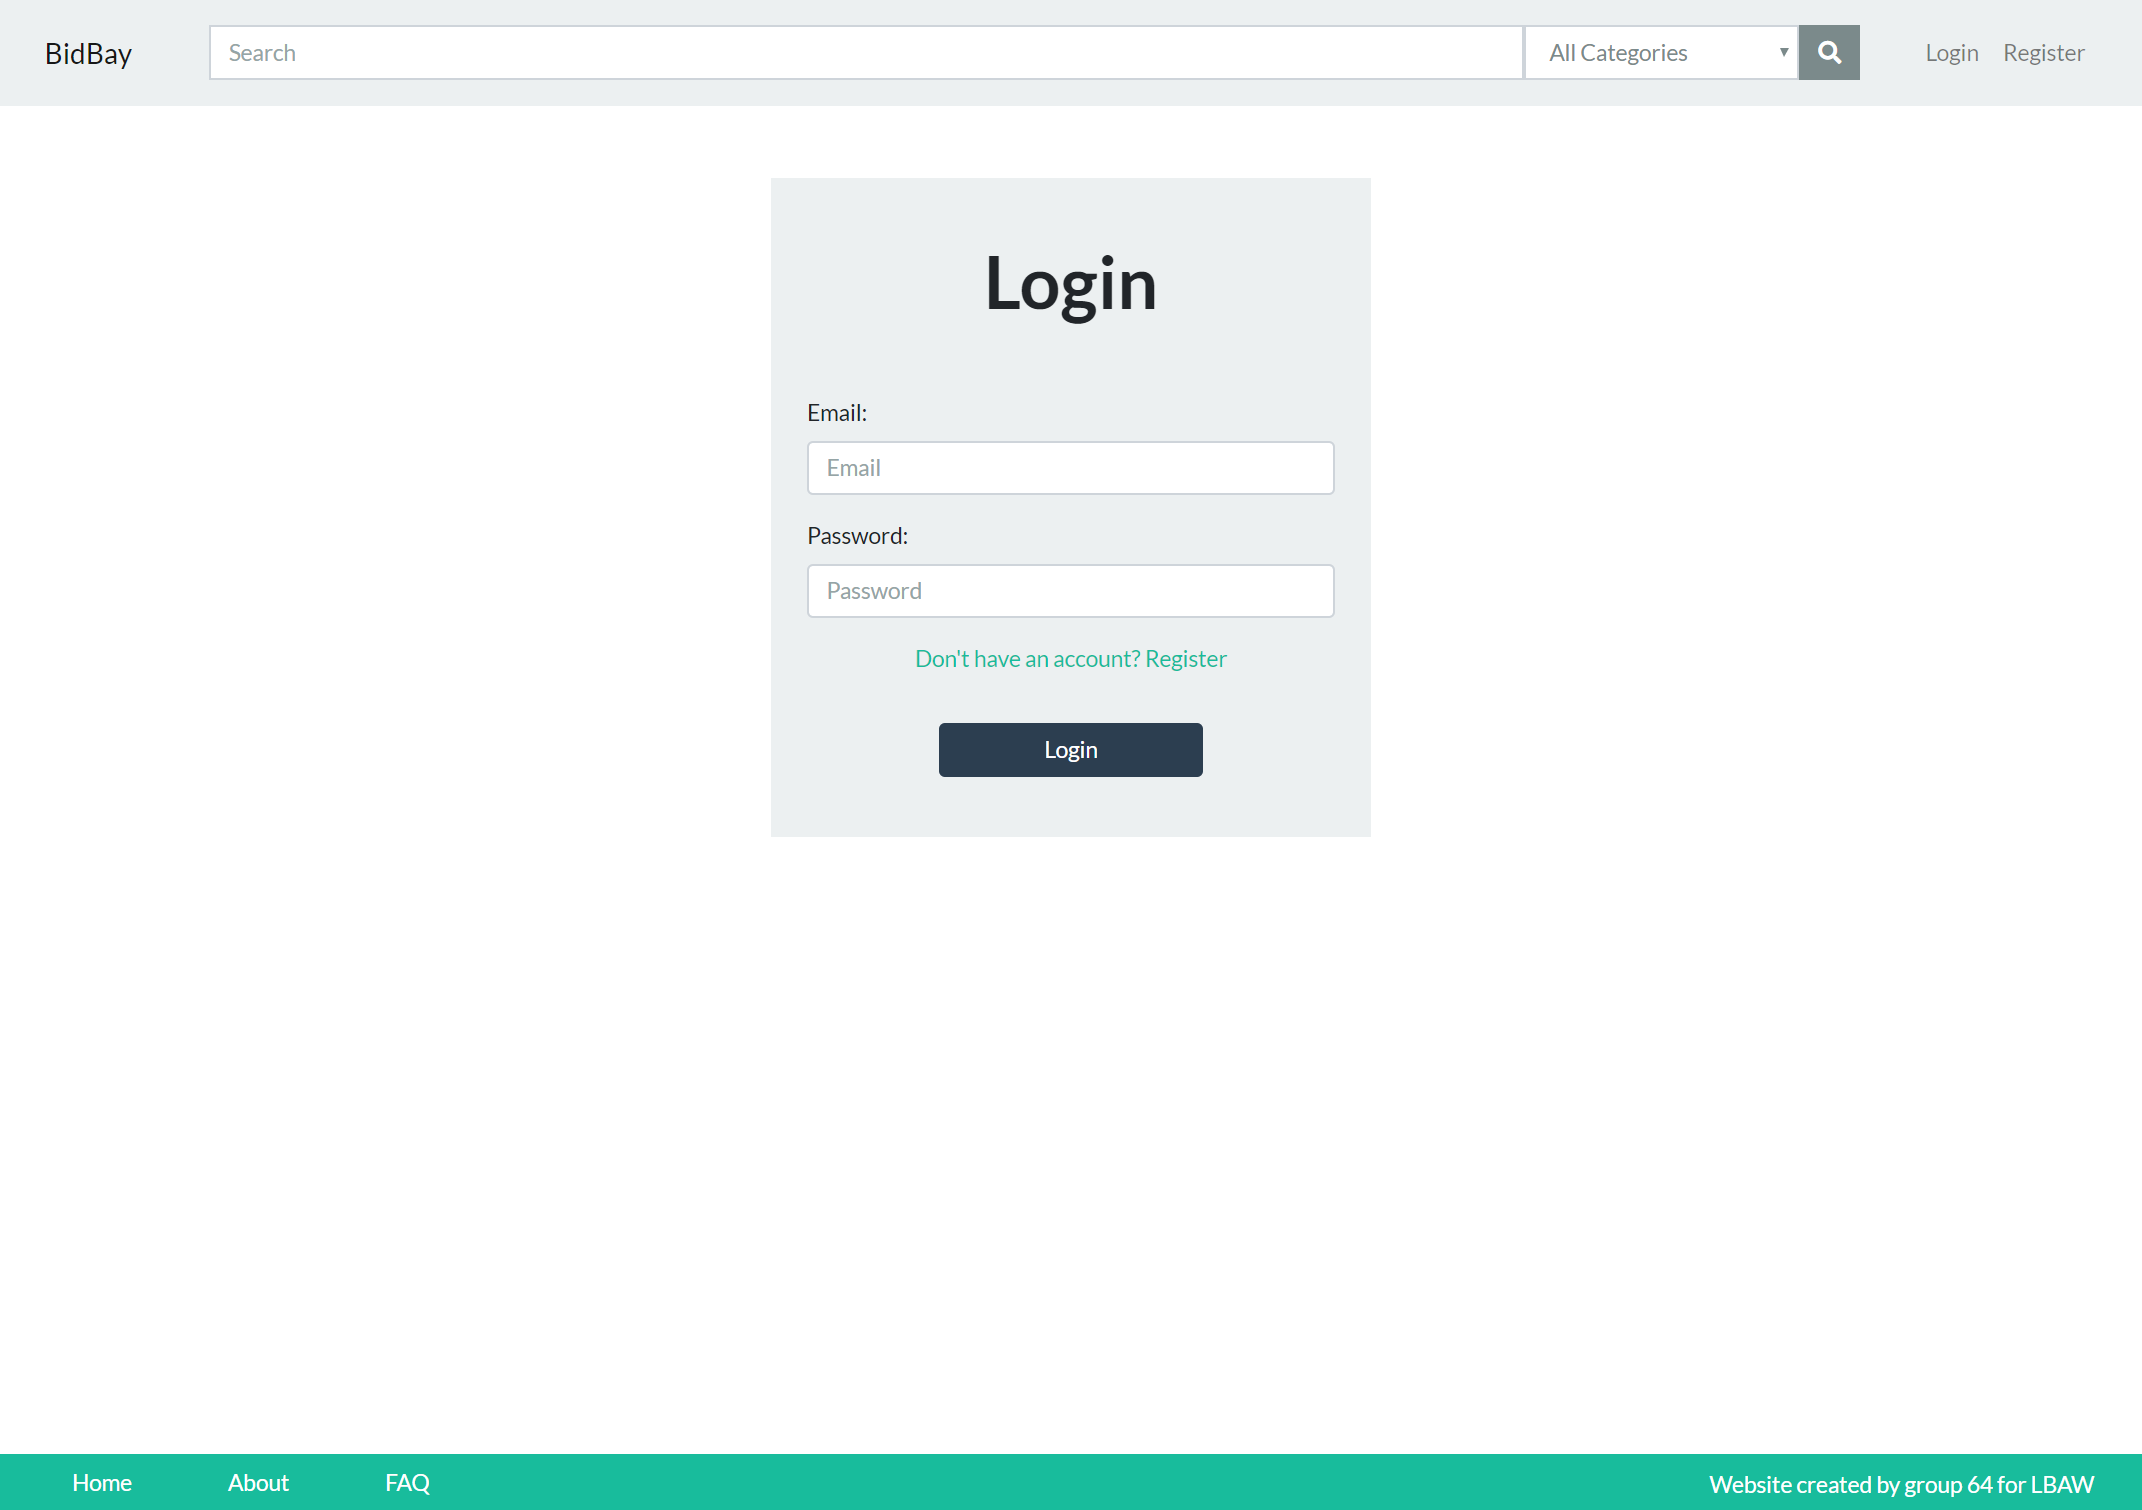 BidBay
Search
All Categories
Login
Register
Login
Email:
Email
Password:
Password
Don't have an account? Register
Login
Home
About
FAQ
Website created by group 64 for LBAW